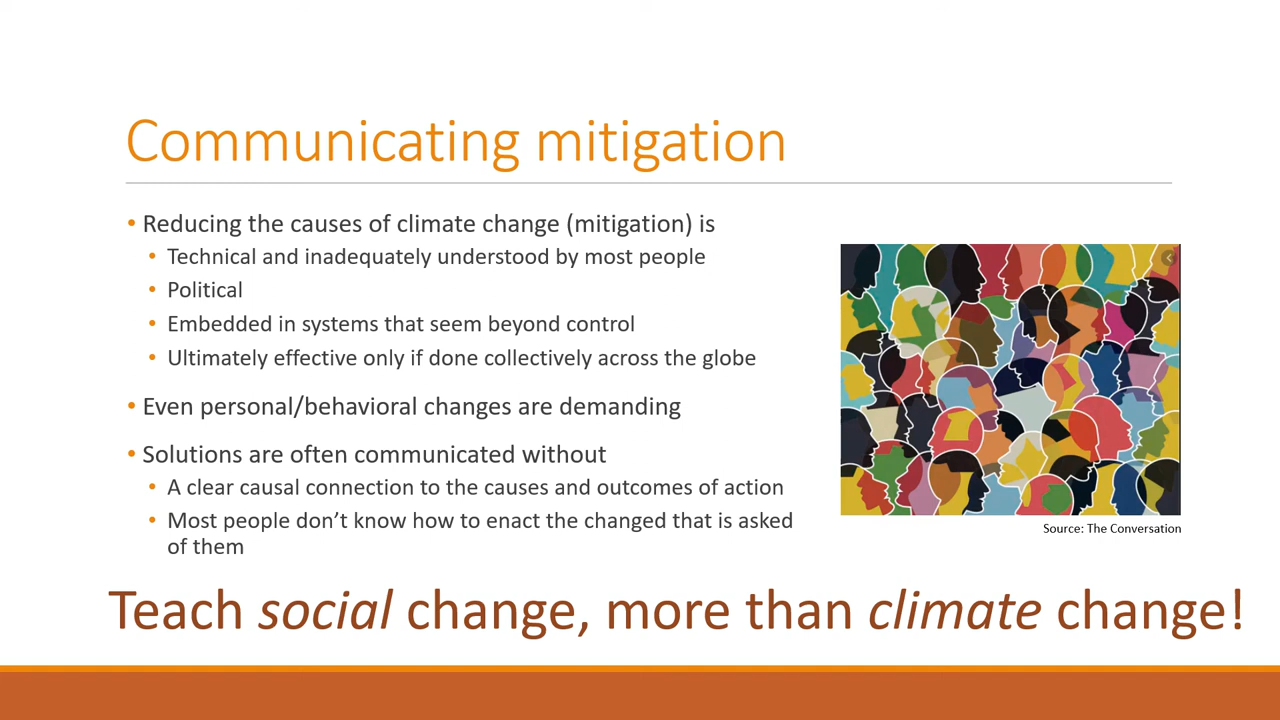 Communicating mitigation
• Reducing the causes of climate change (mitigation) is
• Technical and inadequately understood by most people
• Political
• Embedded in systems that seem beyond control
• Ultimately effective only if done collectively across the globe
• Even personal/behavioral changes are demanding
• Solutions are often communicated without
• A clear causal connection to the causes and outcomes of action
• Most people don’t know how to enact the changed that is asked
of them
Source: The Conversation
Teach social change, more than climate change!